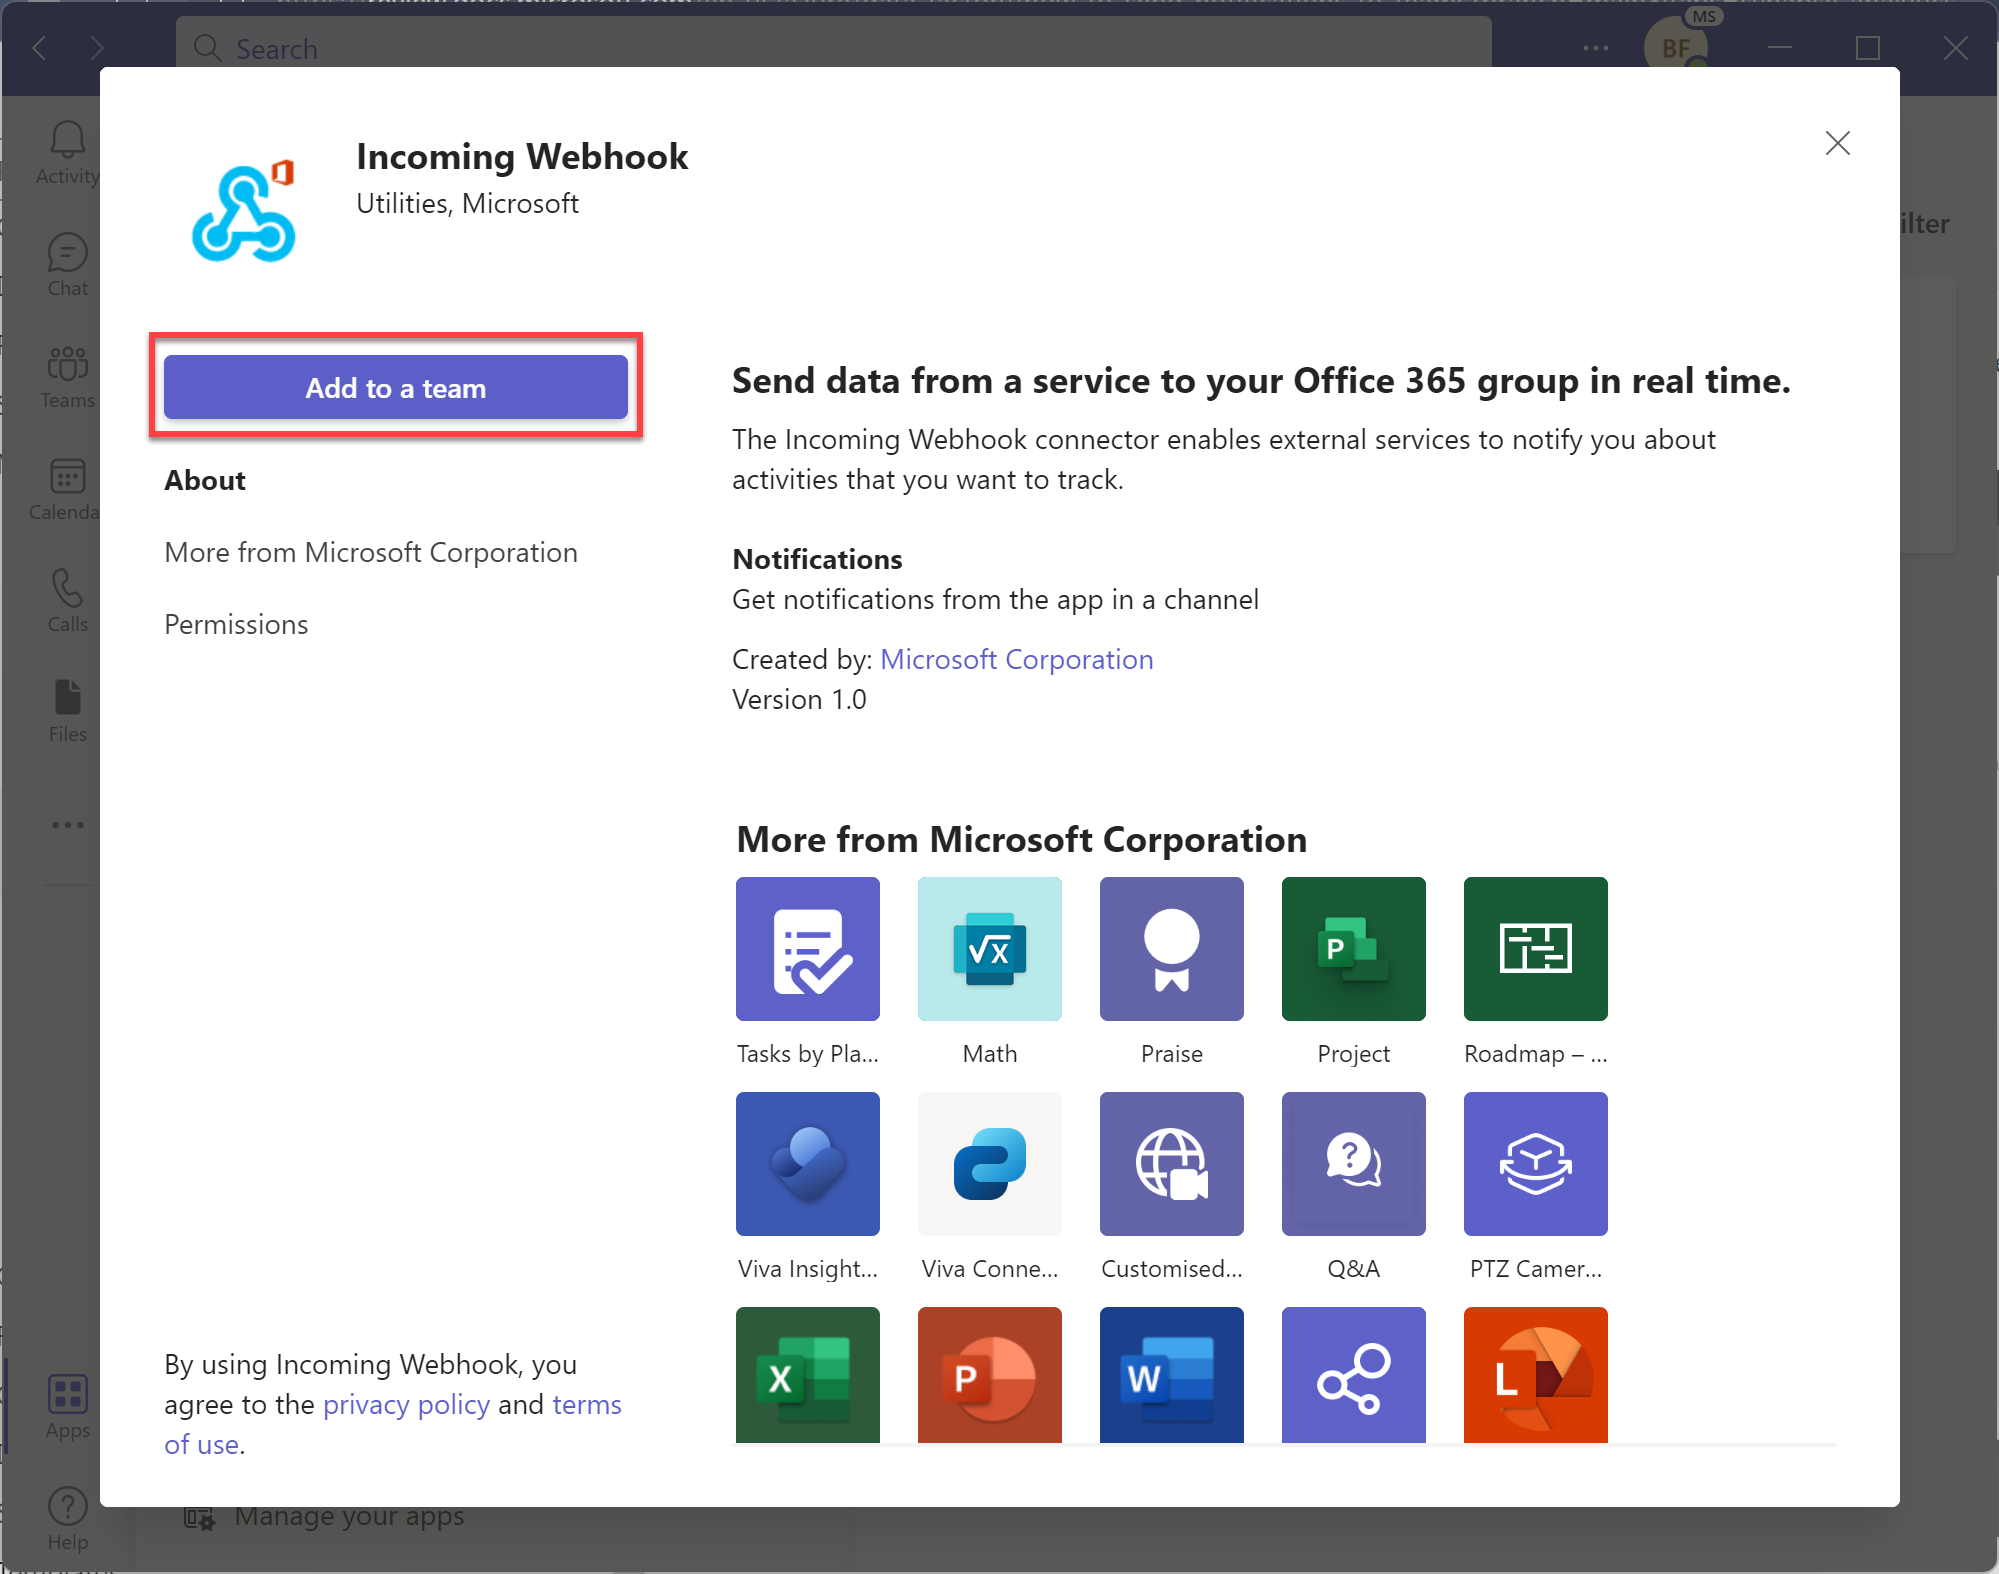 MS
Search
BF
Activity
Chat
Teams
Calenda
Calls
Files
Apps
Help
Incoming Webhook
Utilities, Microsoft
ilter
Add to a team
About
More from Microsoft Corporation
Permissions
By using Incoming Webhook, you
agree to the privacy policy and terms
of use.
Send data from a service to your Office 365 group in real time.
The Incoming Webhook connector enables external services to notify you about
activities that you want to track.
Notifications
Get notifications from the app in a channel
Created by: Microsoft Corporation
Version 1.0
More from Microsoft Corporation
√x
P
Tasks by Pla...
Math
Praise
Project
Roadmap – ...
?
Viva Insight...
Viva Conne...
Customised...
Q&A
PTZ Camer...
X
P
W
L
Manage your apps